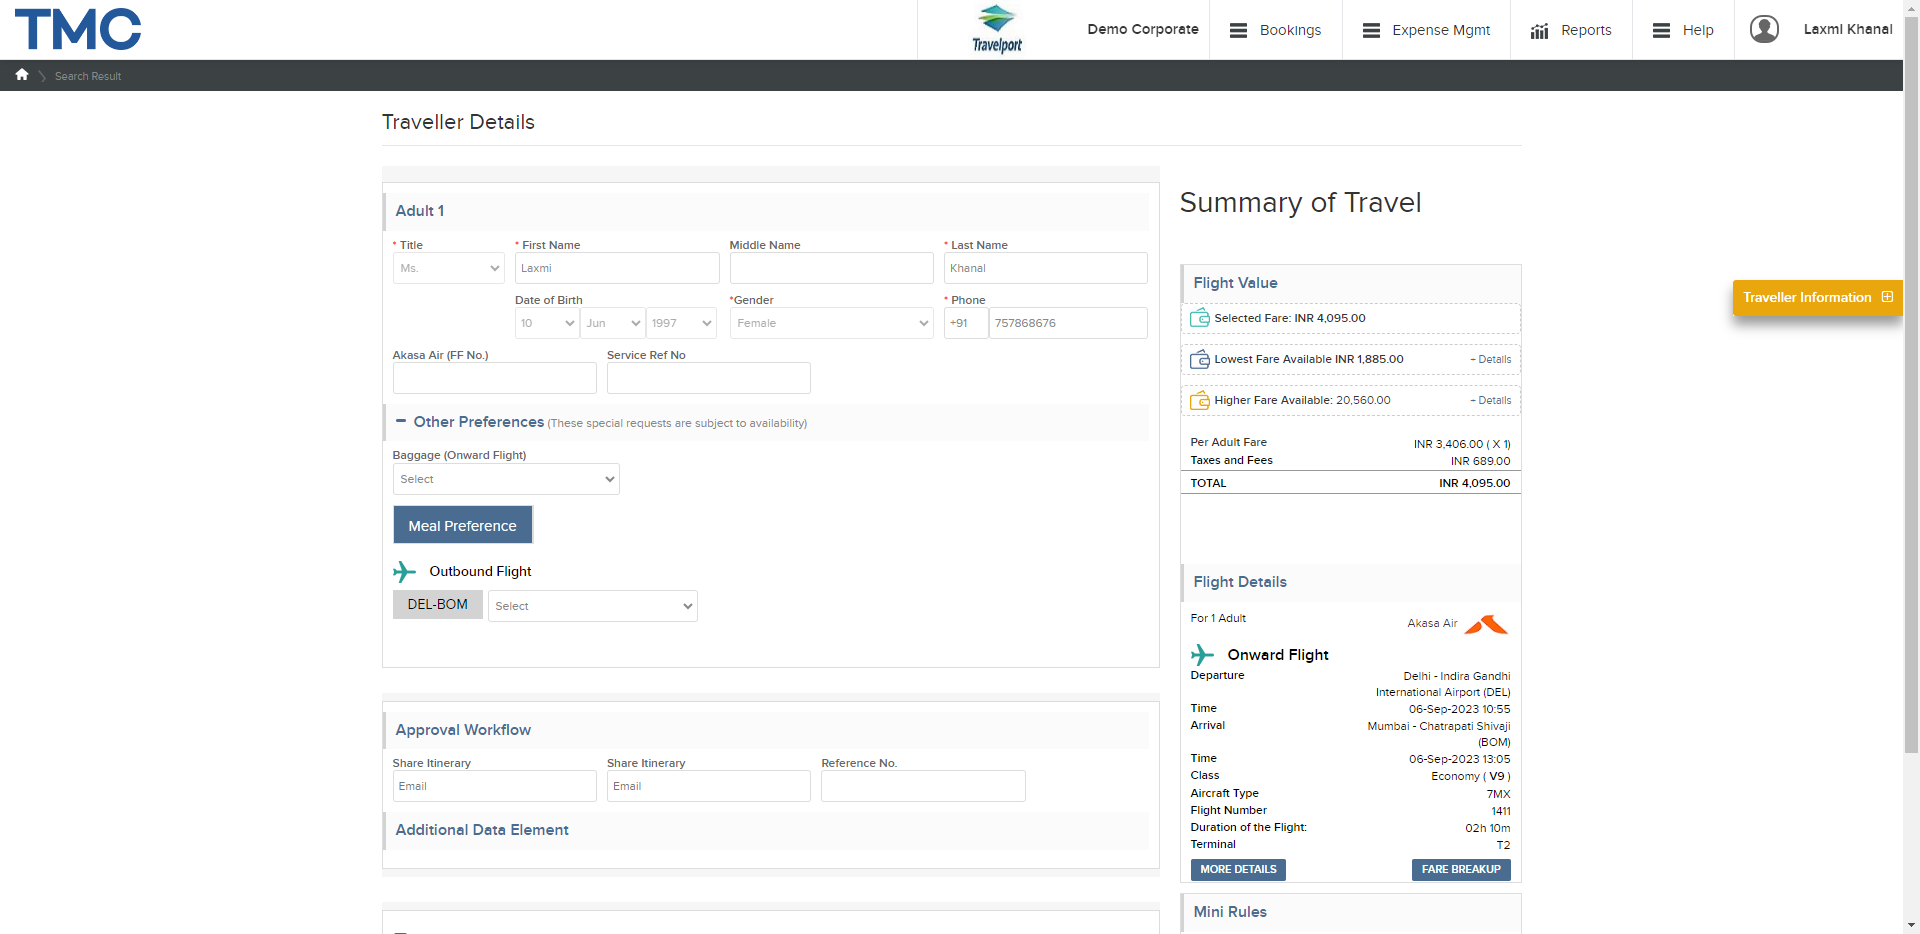 TMC
Travelport
Demo Corporate
Bookings
Expense Mgmt
Reports
Help
Laxmi Khanal
Search Result
Traveller Details
Adult 1
* Title
* First Name
Middle Name
* Last Name
Ms.
Laxmi
Khanal
Date of Birth
*Gender
* Phone
10
Jun
1997
Female
+91
757868676
Akasa Air (FF No.)
Service Ref No
− Other Preferences (These special requests are subject to availability)
Baggage (Onward Flight)
Select
Meal Preference
Outbound Flight
DEL-BOM
Select
Approval Workflow
Share Itinerary
Share Itinerary
Reference No.
Email
Email
Additional Data Element
Summary of Travel
Flight Value
Selected Fare: INR 4,095.00
Lowest Fare Available INR 1,885.00
+ Details
Higher Fare Available: 20,560.00
+ Details
Per Adult Fare
INR 3,406.00 ( X 1)
Taxes and Fees
INR 689.00
TOTAL
INR 4,095.00
Traveller Information
Flight Details
For 1 Adult
Akasa Air
Onward Flight
Departure
Delhi - Indira Gandhi
International Airport (DEL)
Time
06-Sep-2023 10:55
Arrival
Mumbai - Chatrapati Shivaji
(BOM)
Time
06-Sep-2023 13:05
Class
Economy ( V9 )
Aircraft Type
7MX
Flight Number
1411
Duration of the Flight:
02h 10m
Terminal
T2
MORE DETAILS
FARE BREAKUP
Mini Rules